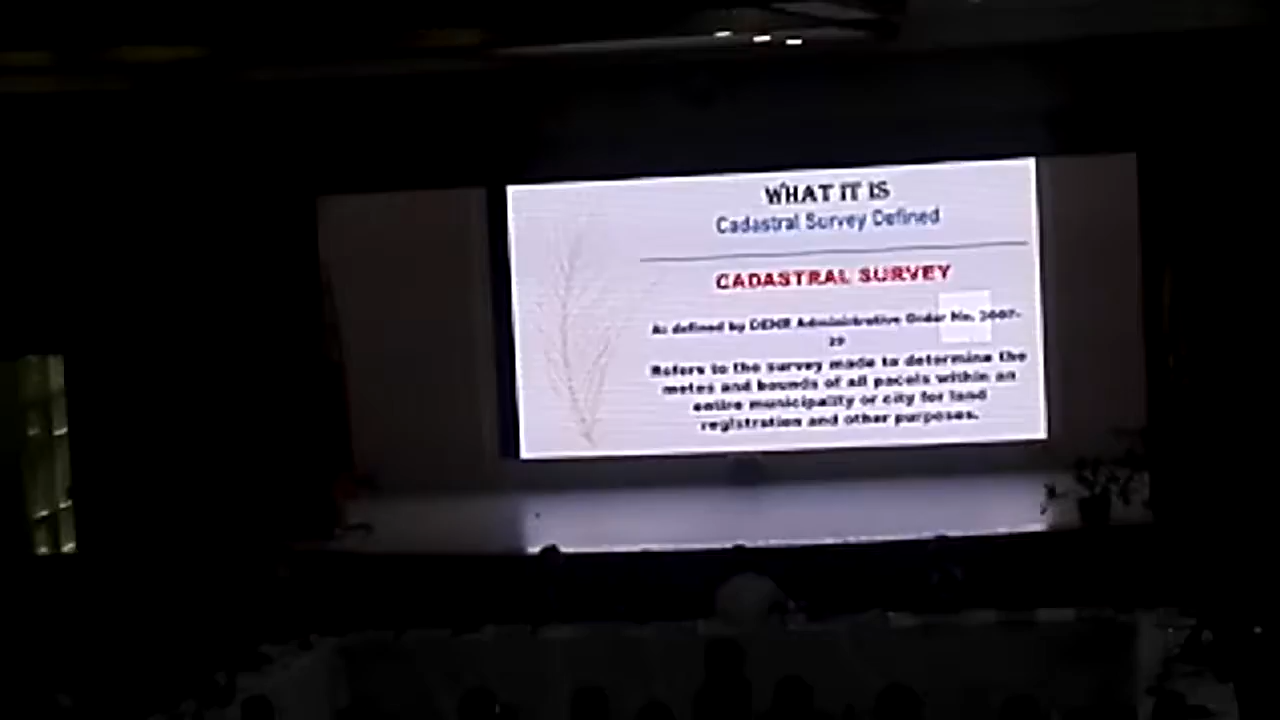 WHAT IT IS
Cadastral Survey Defined
CADASTRAL SURVEY
As defined by DENR Administrative Order No. 2007-
29
Refers to the survey made to determine the
metes and bounds of all pacels within an
entire municipality or city for land
registration and other purposes.